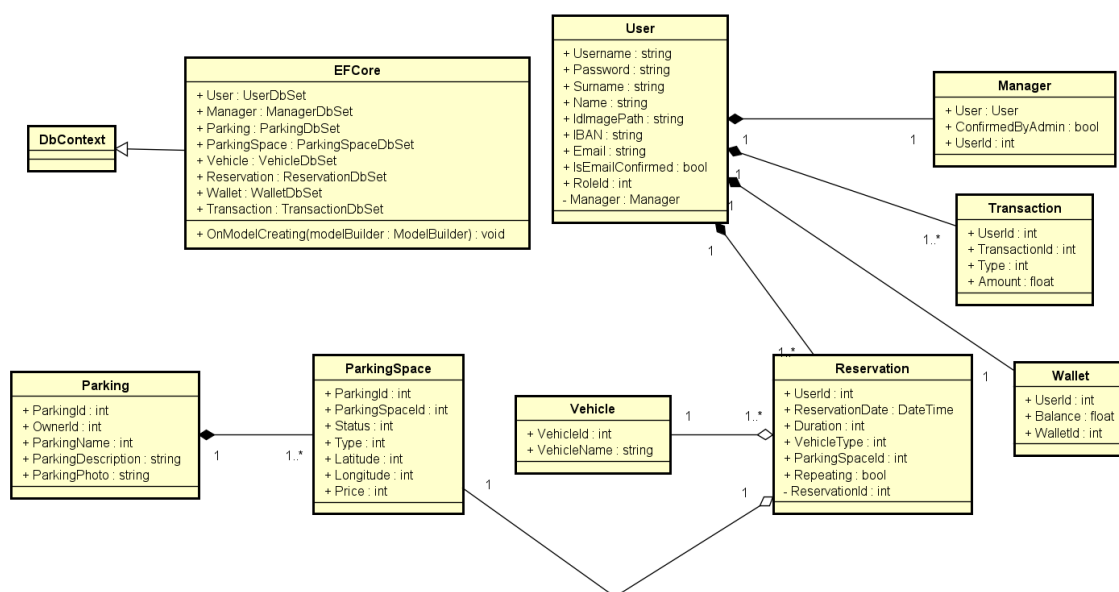 User
+ Username : string
+ Password : string
+ Surname : string
+ Name : string
+ IdImagePath : string
+ IBAN : string
+ Email : string
+ IsEmailConfirmed : bool
+ RoleId : int
- Manager : Manager
EFCore
+ User : UserDbSet
+ Manager : ManagerDbSet
+ Parking : ParkingDbSet
+ ParkingSpace : ParkingSpaceDbSet
+ Vehicle : VehicleDbSet
+ Reservation : ReservationDbSet
+ Wallet : WalletDbSet
+ Transaction : TransactionDbSet
+ OnModelCreating(modelBuilder : ModelBuilder) : void
DbContext
Manager
+ User : User
+ ConfirmedByAdmin : bool
+ UserId : int
1
1
1
1
1
1
Transaction
+ UserId : int
+ TransactionId : int
+ Type : int
+ Amount : float
1..*
1..*
1
Parking
+ ParkingId : int
+ OwnerId : int
+ ParkingName : int
+ ParkingDescription : string
+ ParkingPhoto : string
1
1..*
ParkingSpace
+ ParkingId : int
+ ParkingSpaceId : int
+ Status : int
+ Type : int
+ Latitude : int
+ Longitude : int
+ Price : int
1
Vehicle
+ VehicleId : int
+ VehicleName : string
1
1..*
1
Reservation
+ UserId : int
+ ReservationDate : DateTime
+ Duration : int
+ VehicleType : int
+ ParkingSpaceId : int
+ Repeating : bool
- ReservationId : int
Wallet
+ UserId : int
+ Balance : float
+ WalletId : int